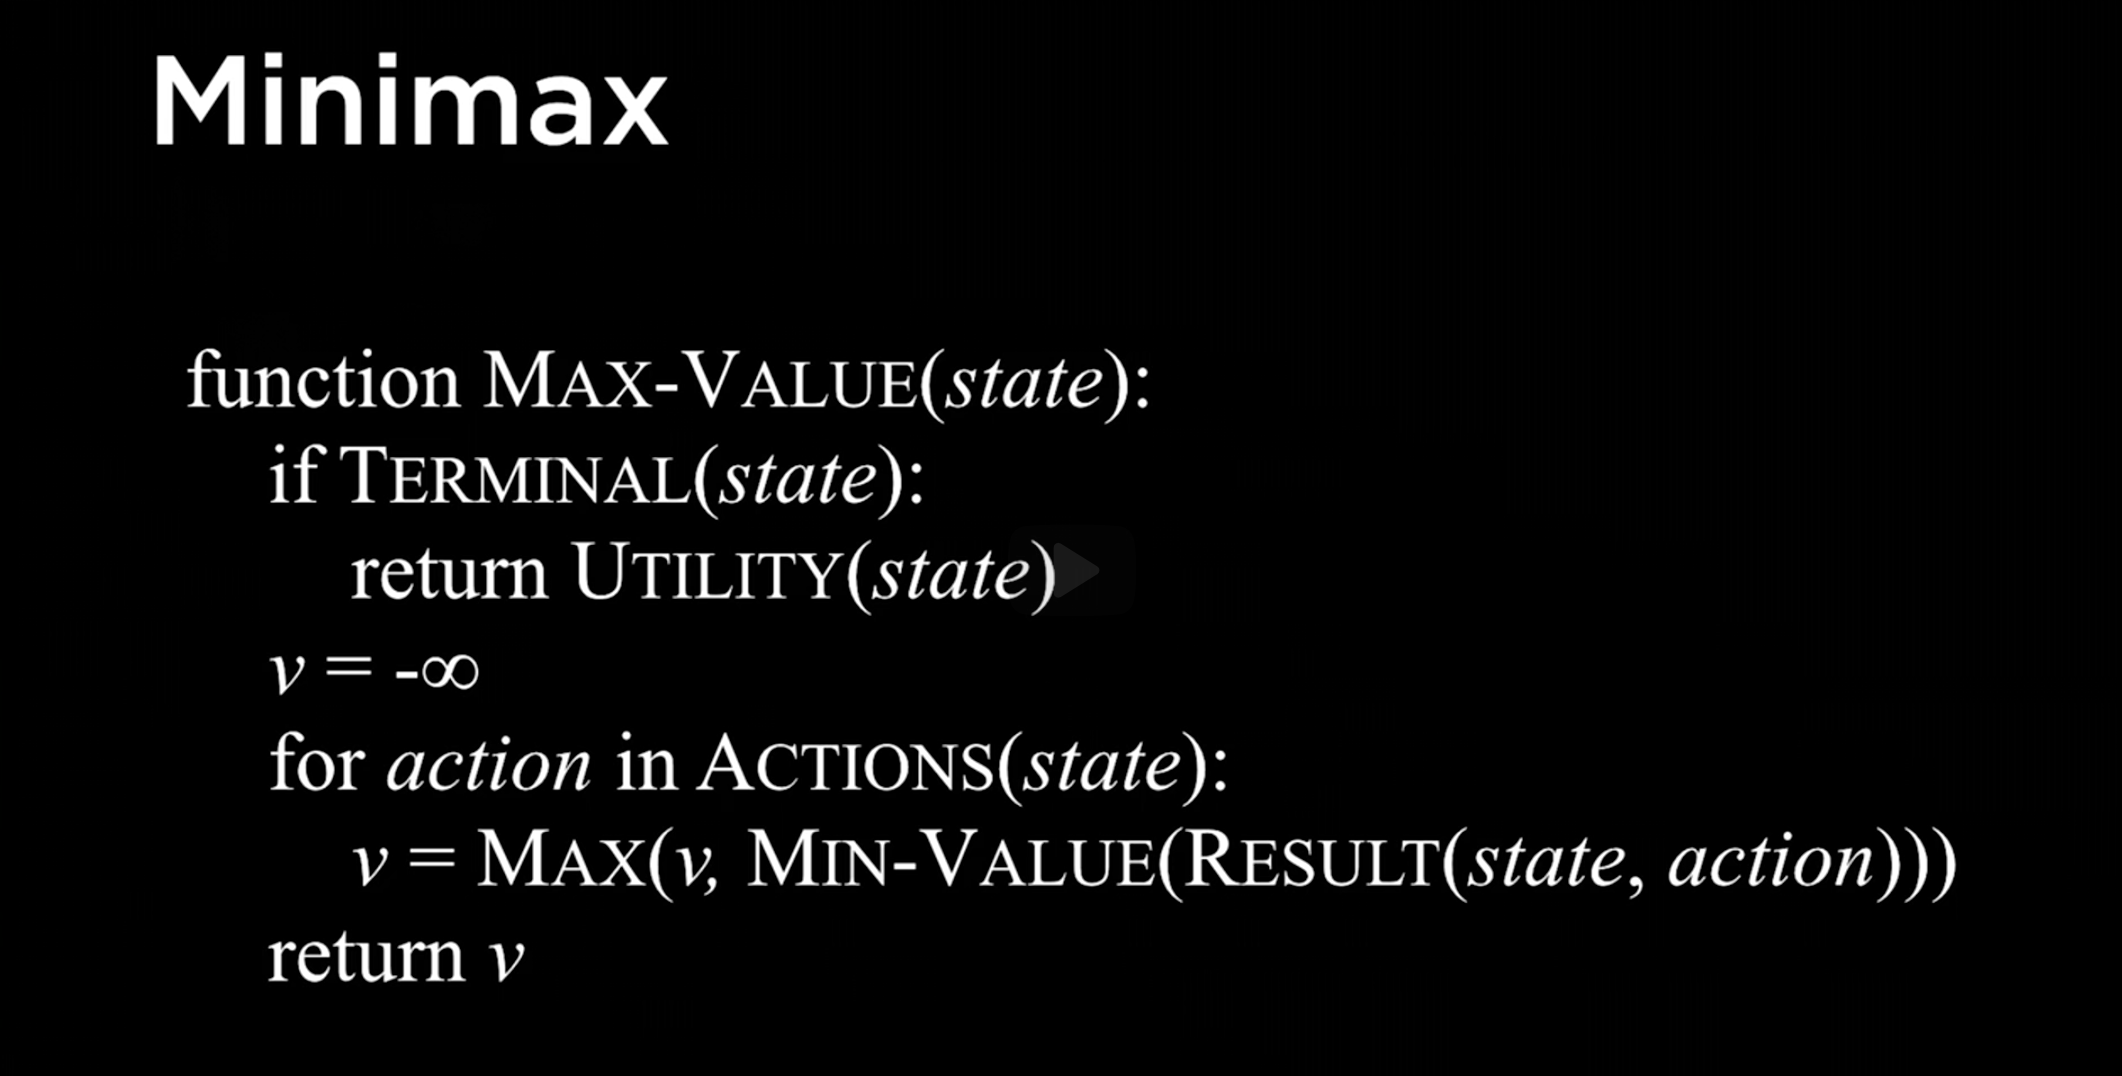 Minimax
function MAX-VALUE(state):
if TERMINAL(state):
return UTILITY(state)
v = -∞
for action in ACTIONS(state):
v = MAX(v, MIN-VALUE(RESULT(state, action)))
return v